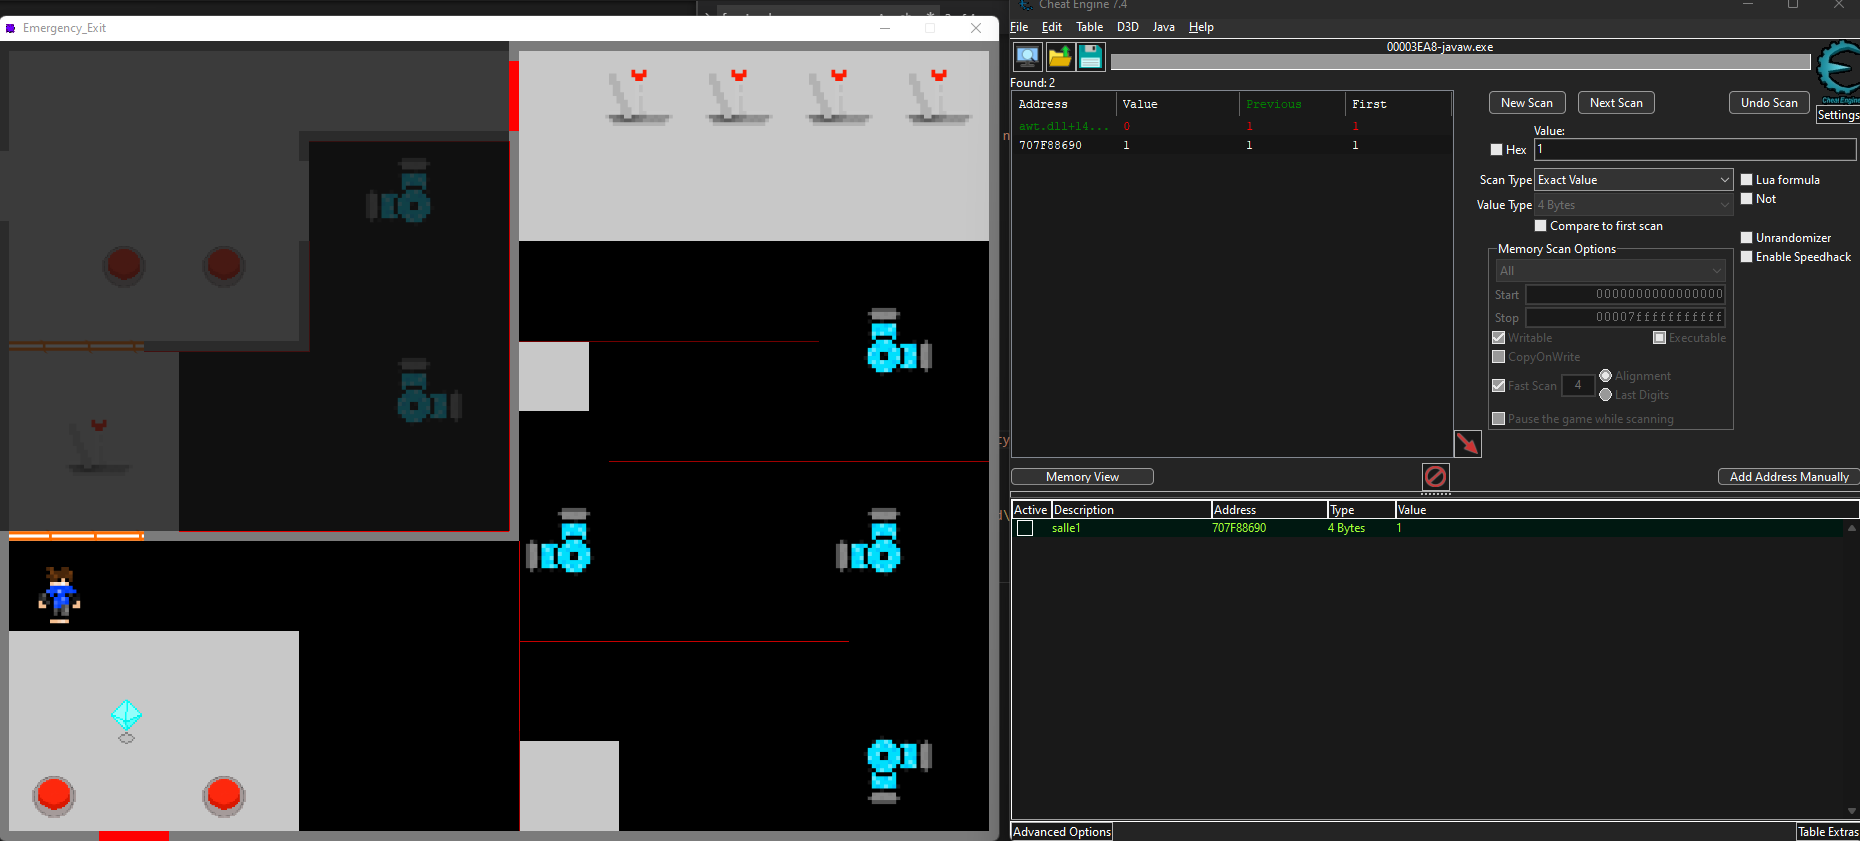 Emergency_Exit
Cheat Engine 7.4
File Edit Table D3D Java Help
00003EA8-javaw.exe
Found: 2
Address Value Previous First
awt.dll+14... 0 1 1
707F88690 1 1 1
New Scan Next Scan Undo Scan
Cheat Engine
Settings
Value:
Hex 1
Scan Type Exact Value
Lua formula
Value Type 4 Bytes
Not
Compare to first scan
Unrandomizer
Enable Speedhack
Memory Scan Options
All
Start 0000000000000000
Stop 00007fffffffffff
Writable Executable
CopyOnWrite
Fast Scan 4 Alignment
Last Digits
Pause the game while scanning
Memory View
Add Address Manually
Active Description Address Type Value
salle1 707F88690 4 Bytes 1
Advanced Options
Table Extras